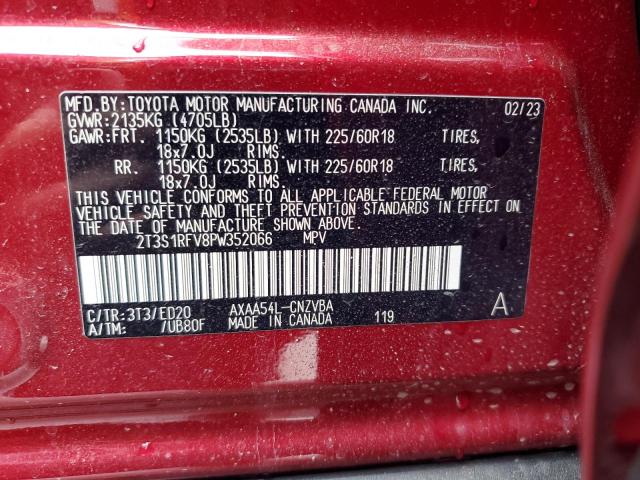 MFD.BY:TOYOTA MOTOR MANUFACTURING CANADA INC. 02/23
GVWR:2135KG (4705LB)
GAWR:FRT. 1150KG (2535LB) WITH 225/60R18 TIRES,
18x7.0J RIMS
RR. 1150KG (2535LB) WITH 225/60R18 TIRES,
18x7.0J RIMS
THIS VEHICLE CONFORMS TO ALL APPLICABLE FEDERAL MOTOR
VEHICLE SAFETY AND THEFT PREVENTION STANDARDS IN EFFECT ON
THE DATE OF MANUFACTURE SHOWN ABOVE.
2T3S1RFV8PW352066 MPV
C/TR:3T3/ED20 AXAA54L-CNZVBA A
A/TM: /UB80F MADE IN CANADA 119